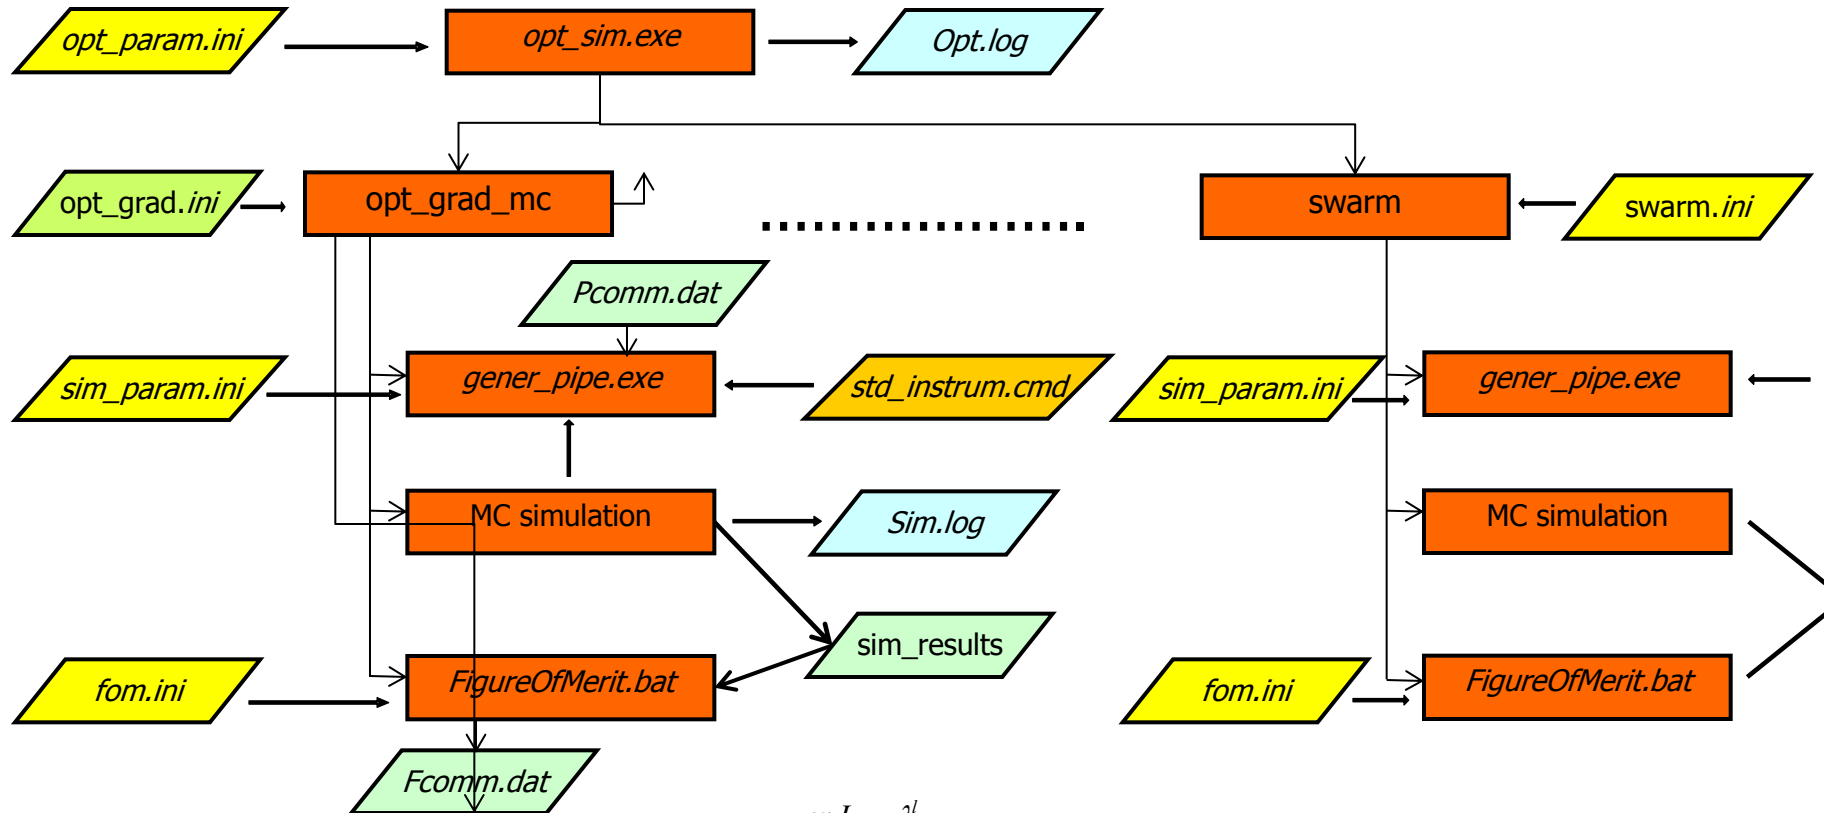 opt_param.ini
opt_sim.exe
Opt.log
opt_grad.ini
opt_grad_mc
swarm
swarm.ini
Pcomm.dat
sim_param.ini
gener_pipe.exe
std_instrum.cmd
sim_param.ini
gener_pipe.exe
MC simulation
Sim.log
MC simulation
sim_results
fom.ini
FigureOfMerit.bat
fom.ini
FigureOfMerit.bat
Fcomm.dat